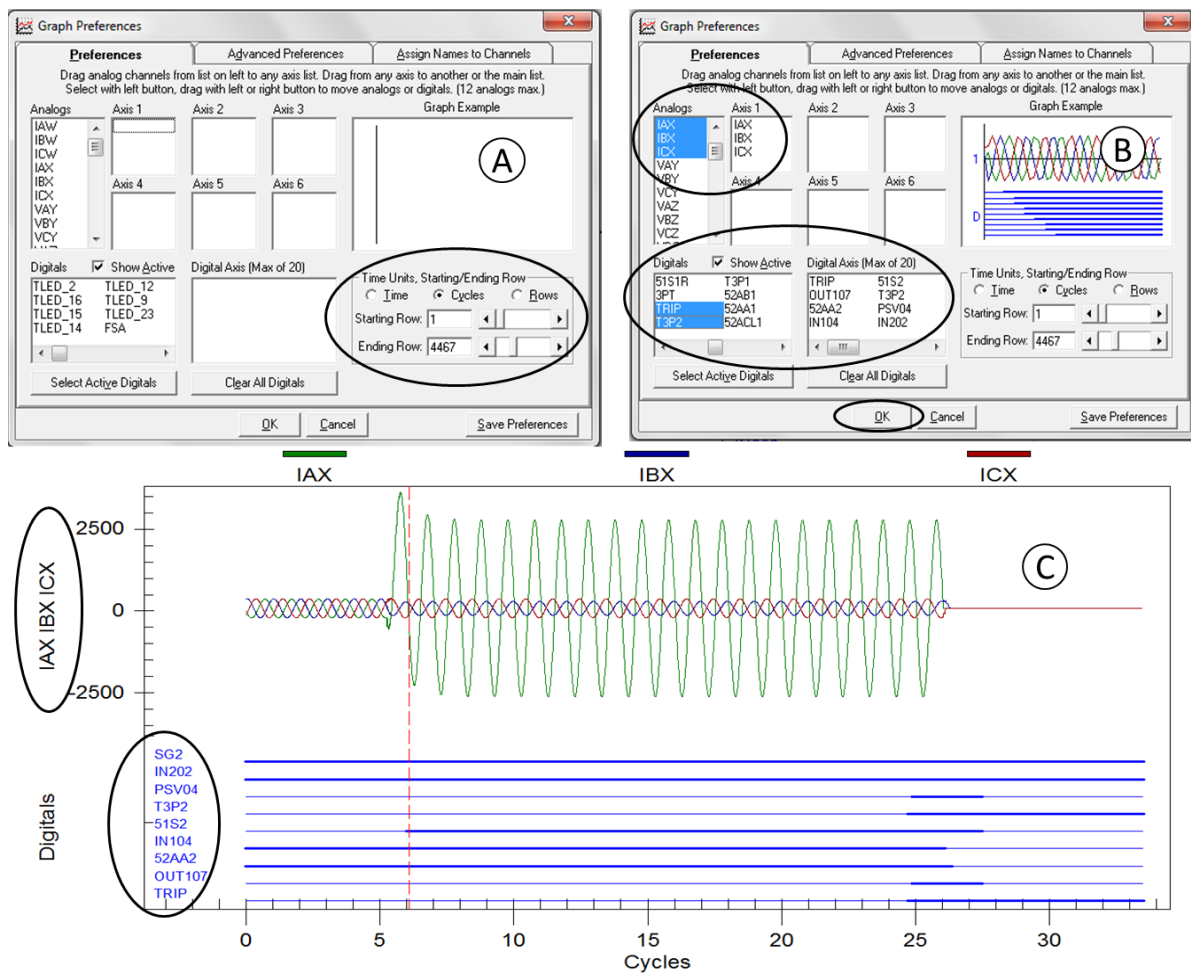 Graph Preferences
Preferences
Advanced Preferences
Assign Names to Channels
Drag analog channels from list on left to any axis list. Drag from any axis to another or the main list.
Select with left button, drag with left or right button to move analogs or digitals. (12 analogs max.)
Analogs
Axis 1
Axis 2
Axis 3
Graph Example
IAW
IBW
ICW
IAX
IBX
ICX
VAY
VBY
VCY
Axis 4
Axis 5
Axis 6
A
Digitals
Show Active
Digital Axis (Max of 20)
TLED_2 TLED_12
TLED_16 TLED_9
TLED_15 TLED_23
TLED_14 FSA
Time Units, Starting/Ending Row
Time
Cycles
Rows
Starting Row: 1
Ending Row: 4467
Select Active Digitals
Clear All Digitals
OK
Cancel
Save Preferences
Graph Preferences
Preferences
Advanced Preferences
Assign Names to Channels
Drag analog channels from list on left to any axis list. Drag from any axis to another or the main list.
Select with left button, drag with left or right button to move analogs or digitals. (12 analogs max.)
Analogs
Axis 1
Axis 2
Axis 3
Graph Example
IAX
IBX
ICX
VAY
VBY
VCY
VAZ
VBZ
VCZ
IAX
IBX
ICX
Axis 4
Axis 5
Axis 6
1
D
B
Digitals
Show Active
Digital Axis (Max of 20)
51S1R T3P1
3PT 52AB1
TRIP 52AA1
T3P2 52ACL1
TRIP 51S2
OUT107 T3P2
52AA2 PSV04
IN104 IN202
Time Units, Starting/Ending Row
Time
Cycles
Rows
Starting Row: 1
Ending Row: 4467
Select Active Digitals
Clear All Digitals
OK
Cancel
Save Preferences
IAX
IBX
ICX
IAX IBX ICX
2500
0
-2500
C
Digitals
SG2
IN202
PSV04
T3P2
51S2
IN104
52AA2
OUT107
TRIP
0 5 10 15 20 25 30
Cycles